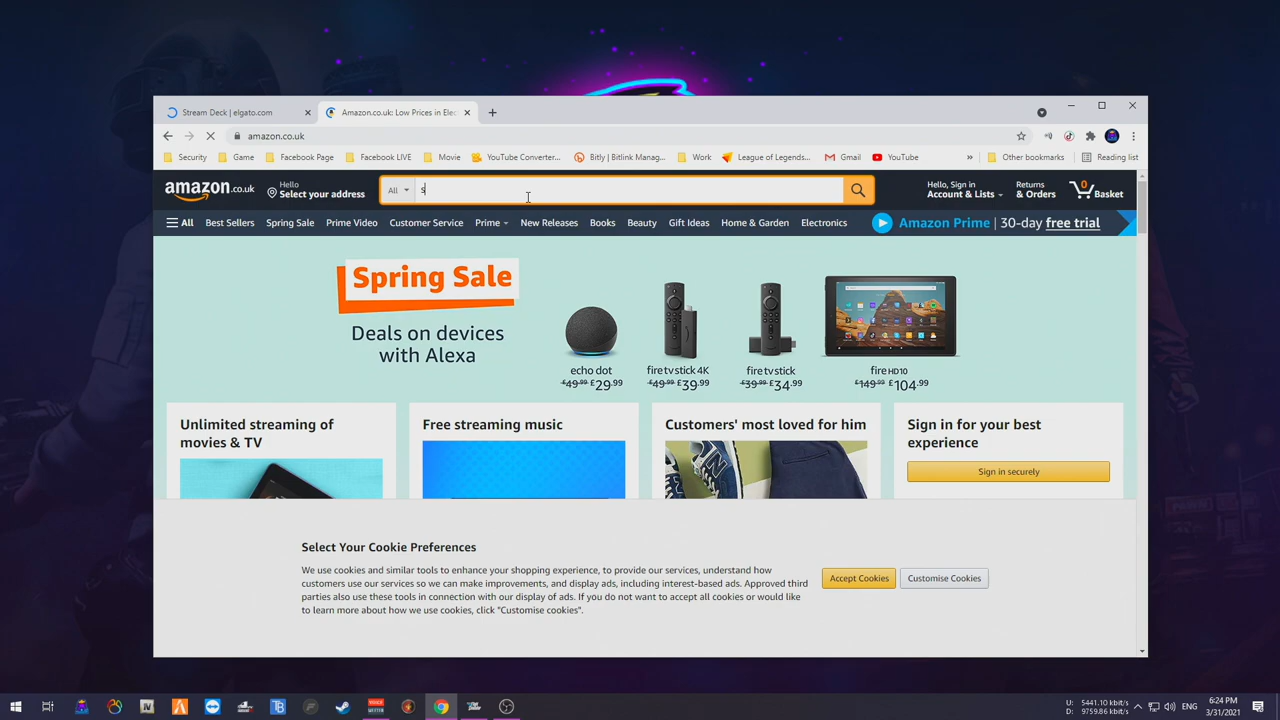 Stream Deck | elgato.com
Amazon.co.uk: Low Prices in Elec
amazon.co.uk
Security
Game
Facebook Page
Facebook LIVE
Movie
YouTube Converter...
Bitly | Bitlink Manag...
Work
League of Legends...
Gmail
YouTube
»
Other bookmarks
Reading list
amazon.co.uk
Hello
Select your address
All
s
Hello, Sign in
Account & Lists
Returns
& Orders
0
Basket
All
Best Sellers
Spring Sale
Prime Video
Customer Service
Prime
New Releases
Books
Beauty
Gift Ideas
Home & Garden
Electronics
Amazon Prime | 30-day free trial
Spring Sale
Deals on devices
with Alexa
echo dot
£49.99 £29.99
fire tv stick 4K
£49.99 £39.99
fire tv stick
£39.99 £34.99
fire HD 10
£149.99 £104.99
Unlimited streaming of
movies & TV
Free streaming music
Customers' most loved for him
Sign in for your best
experience
Sign in securely
Select Your Cookie Preferences
We use cookies and similar tools to enhance your shopping experience, to provide our services, understand how
customers use our services so we can make improvements, and display ads, including interest-based ads. Approved third
parties also use these tools in connection with our display of ads. If you do not want to accept all cookies or would like
to learn more about how we use cookies, click "Customise cookies".
Accept Cookies
Customise Cookies
U: 5441.10 kbit/s
D: 9759.86 kbit/s
ENG
6:24 PM
3/31/2021